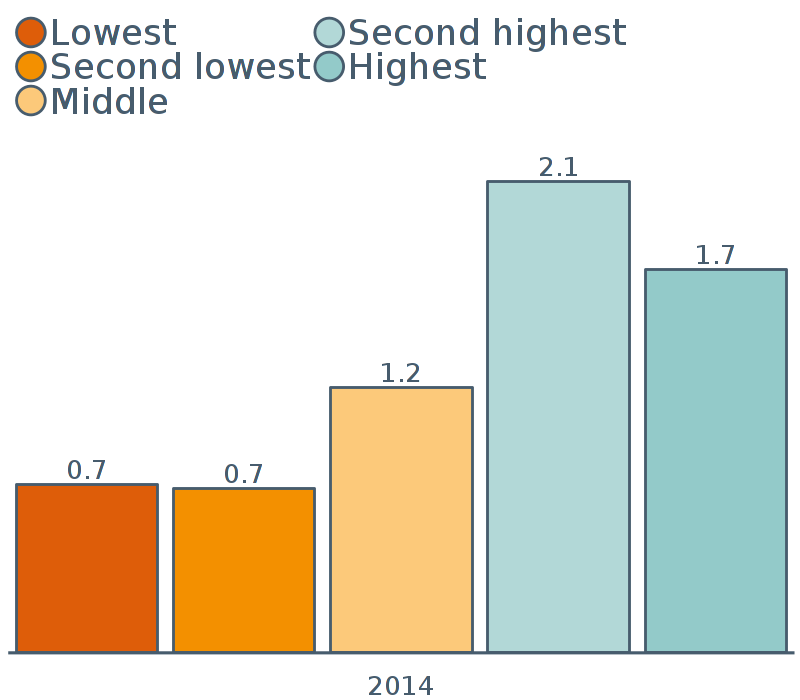 Lowest
Second lowest
Middle
Second highest
Highest
0.7
0.7
1.2
2.1
1.7
2014